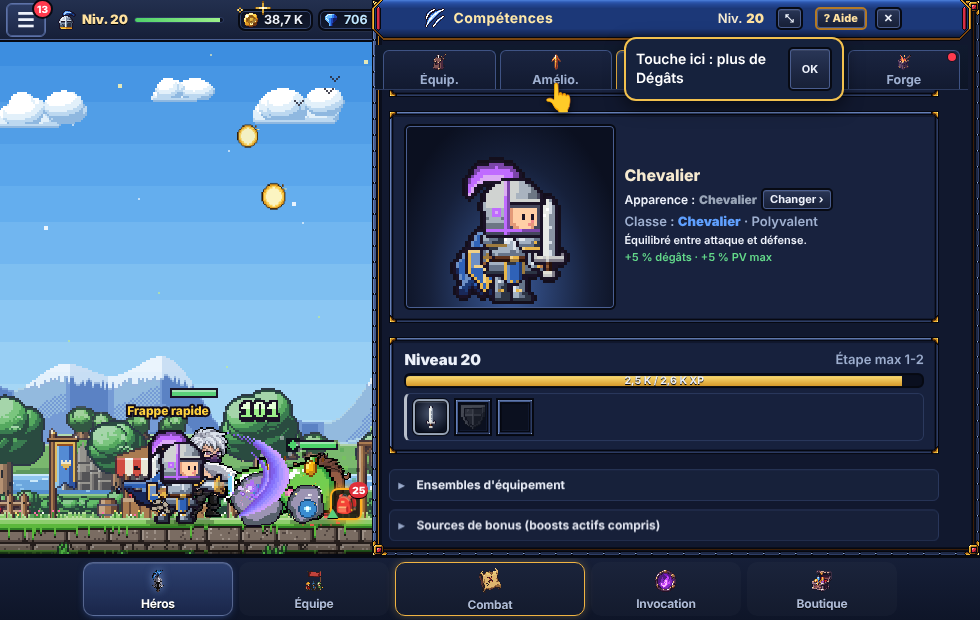 13
Niv. 20
38,7 K
706
Compétences
Niv. 20
? Aide
Équip.
Amélio.
Touche ici : plus de
Dégâts
OK
Forge
Chevalier
Apparence : Chevalier Changer ›
Classe : Chevalier · Polyvalent
Équilibré entre attaque et défense.
+5 % dégâts · +5 % PV max
Niveau 20
Étape max 1-2
2,5 K / 2,6 K XP
Frappe rapide
101
25
Ensembles d'équipement
Sources de bonus (boosts actifs compris)
Héros
Équipe
Combat
Invocation
Boutique